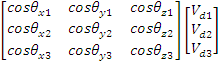 [cosθx1 cosθy1 cosθz1] [Vd1]
[cosθx2 cosθy2 cosθz2] [Vd2]
[cosθx3 cosθy3 cosθz3] [Vd3]